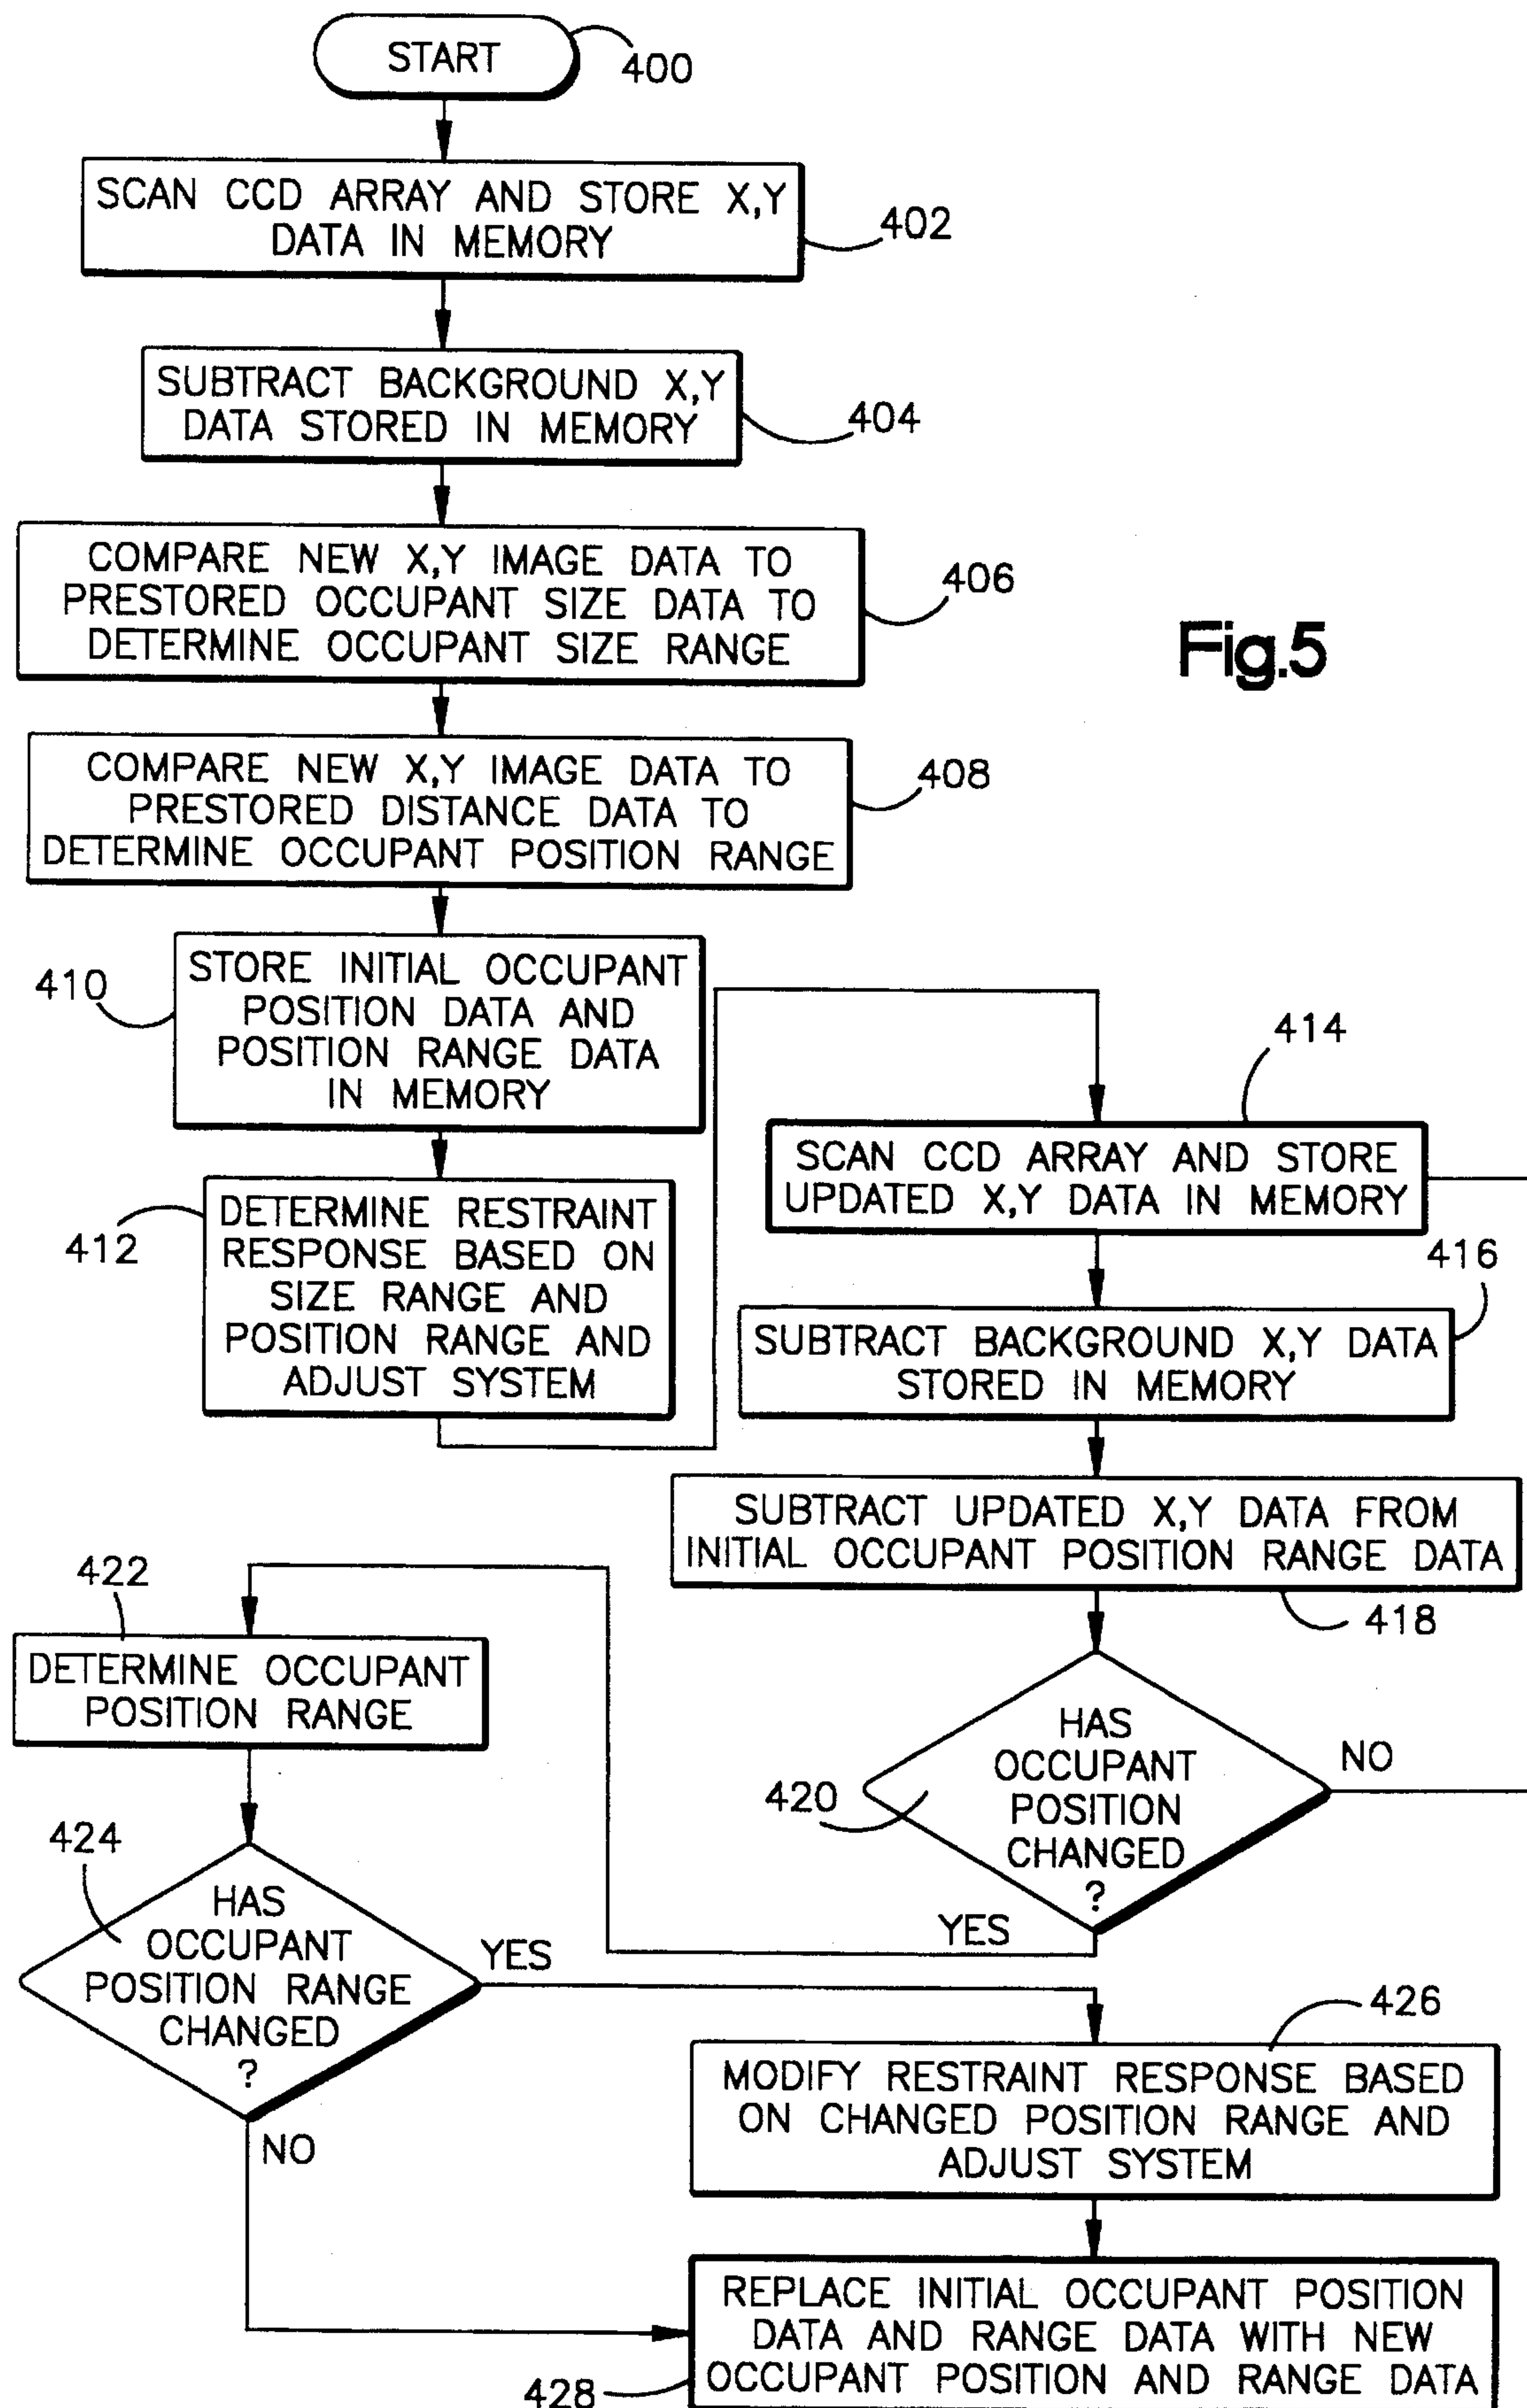 START
400
SCAN CCD ARRAY AND STORE X,Y
DATA IN MEMORY
402
SUBTRACT BACKGROUND X,Y
DATA STORED IN MEMORY
404
COMPARE NEW X,Y IMAGE DATA TO
PRESTORED OCCUPANT SIZE DATA TO
DETERMINE OCCUPANT SIZE RANGE
406
Fig.5
COMPARE NEW X,Y IMAGE DATA TO
PRESTORED DISTANCE DATA TO
DETERMINE OCCUPANT POSITION RANGE
408
410
STORE INITIAL OCCUPANT
POSITION DATA AND
POSITION RANGE DATA
IN MEMORY
412
DETERMINE RESTRAINT
RESPONSE BASED ON
SIZE RANGE AND
POSITION RANGE AND
ADJUST SYSTEM
414
SCAN CCD ARRAY AND STORE
UPDATED X,Y DATA IN MEMORY
416
SUBTRACT BACKGROUND X,Y DATA
STORED IN MEMORY
SUBTRACT UPDATED X,Y DATA FROM
INITIAL OCCUPANT POSITION RANGE DATA
418
420
HAS
OCCUPANT
POSITION
CHANGED
?
NO
YES
422
DETERMINE OCCUPANT
POSITION RANGE
424
HAS
OCCUPANT
POSITION RANGE
CHANGED
?
YES
NO
426
MODIFY RESTRAINT RESPONSE BASED
ON CHANGED POSITION RANGE AND
ADJUST SYSTEM
REPLACE INITIAL OCCUPANT POSITION
DATA AND RANGE DATA WITH NEW
OCCUPANT POSITION AND RANGE DATA
428